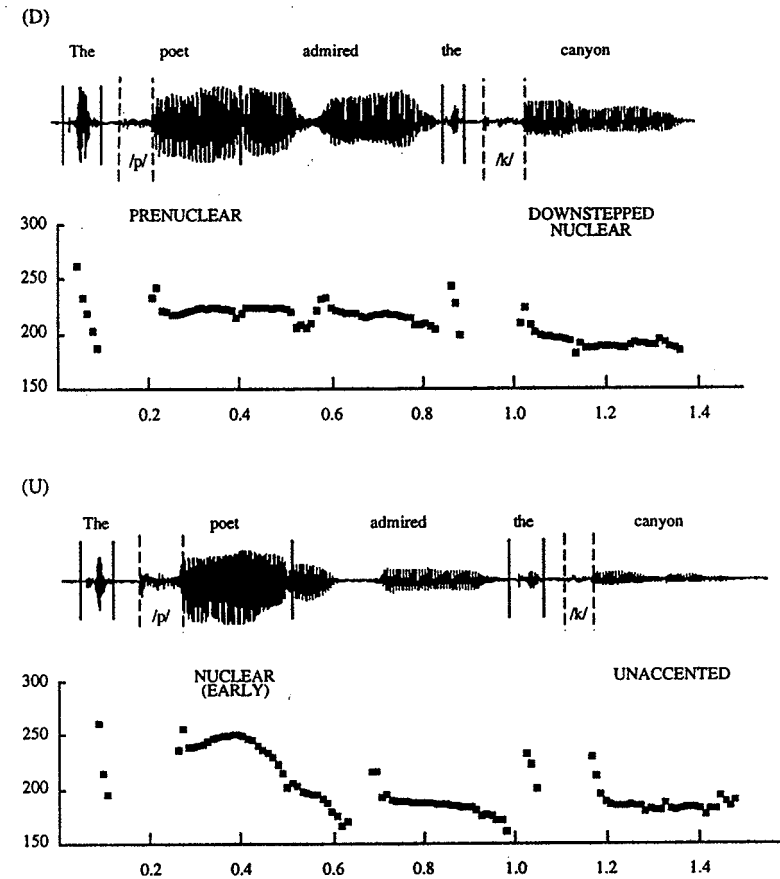 (D)
The poet admired the canyon
/p/ /k/
PRENUCLEAR DOWNSTEPPED
NUCLEAR
300
250
200
150
0.2 0.4 0.6 0.8 1.0 1.2 1.4
(U)
The poet admired the canyon
/p/ /k/
NUCLEAR UNACCENTED
(EARLY)
300
250
200
150
0.2 0.4 0.6 0.8 1.0 1.2 1.4